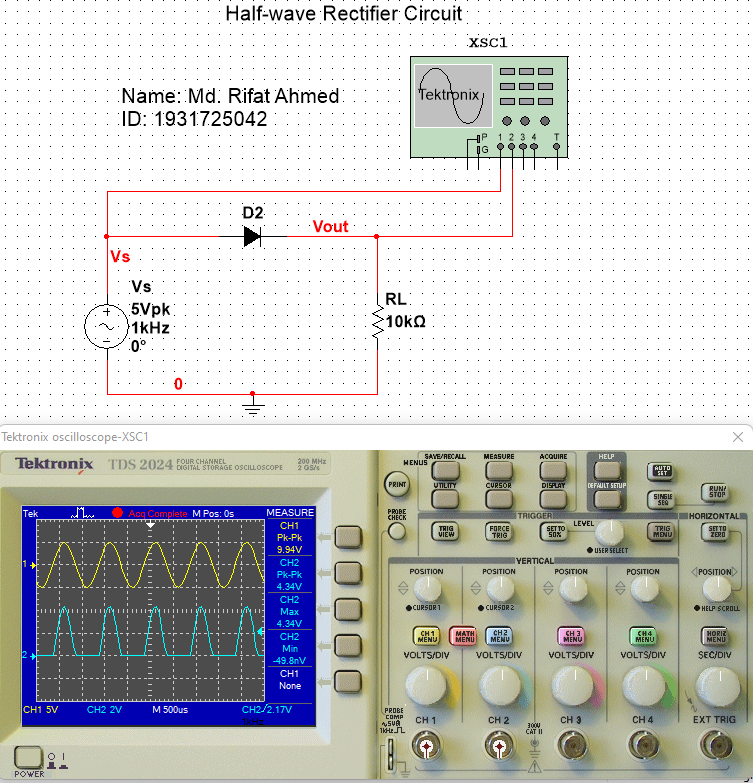 Half-wave Rectifier Circuit
XSC1
Name: Md. Rifat Ahmed
ID: 1931725042
Tektronix
P
G
1 2 3 4 T
D2
Vout
Vs
Vs
5Vpk
1kHz
0°
RL
10kΩ
0
Tektronix oscilloscope-XSC1
Tektronix TDS 2024 FOUR CHANNEL
DIGITAL STORAGE OSCILLOSCOPE
200 MHz
2 GS/s
Tek Acq Complete M Pos: 0s MEASURE
CH1
Pk-Pk
9.94V
CH2
Pk-Pk
4.34V
CH2
Max
4.34V
CH2
Min
-49.8nV
CH1
None
1
2
CH1 5V CH2 2V M 500us CH2 2.17V
POWER
O I
MENUS
SAVE/RECALL MEASURE ACQUIRE HELP
PRINT
UTILITY CURSOR DISPLAY DEFAULT SETUP
AUTO SET
SINGLE SEQ
RUN/STOP
PROBE CHECK
TRIGGER
TRIG VIEW
FORCE TRIG
SET TO 50%
LEVEL
USER SELECT
TRIG MENU
HORIZONTAL
SET TO ZERO
VERTICAL
POSITION POSITION POSITION POSITION POSITION
CURSOR 1 CURSOR 2 HELP SCROLL
CH 1 MENU
MATH MENU
CH 2 MENU
CH 3 MENU
CH 4 MENU
HORIZ MENU
VOLTS/DIV VOLTS/DIV VOLTS/DIV VOLTS/DIV SEC/DIV
PROBE COMP
~5V
1kHz
CH 1 CH 2 CH 3 CH 4 EXT TRIG
300V
CAT II